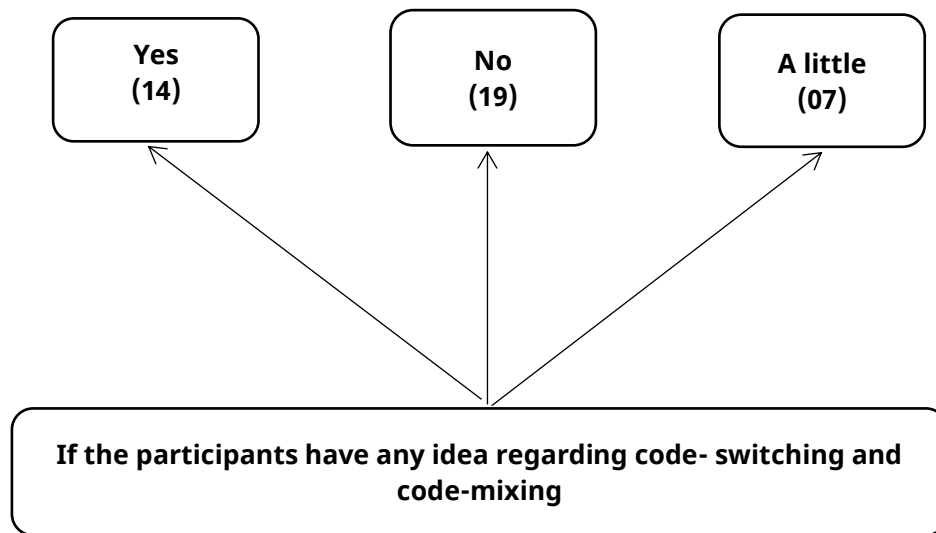 Yes
(14)
No
(19)
A little
(07)
If the participants have any idea regarding code- switching and
code-mixing